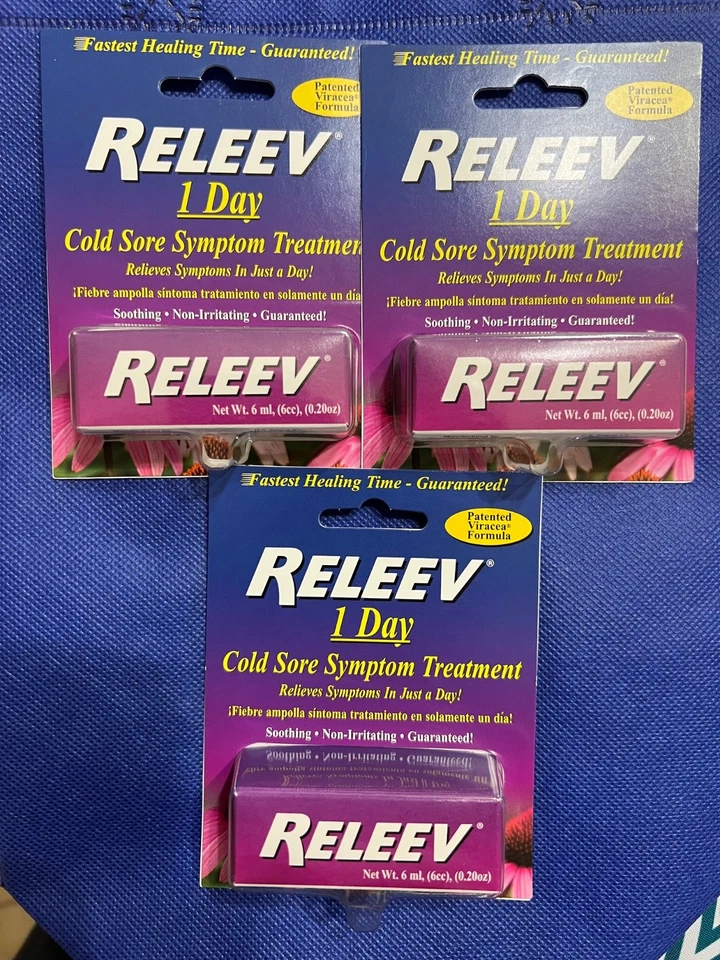 Fastest Healing Time - Guaranteed!
Patented
Viracea®
Formula
RELEEV®
1 Day
Cold Sore Symptom Treatmen
Relieves Symptoms In Just a Day!
¡Fiebre ampolla síntoma tratamiento en solamente un día
Soothing • Non-Irritating • Guaranteed!
RELEEV®
Net Wt. 6 ml, (6cc), (0.20oz)
Fastest Healing Time - Guaranteed!
Patented
Viracea®
Formula
RELEEV®
1 Day
Cold Sore Symptom Treatment
Relieves Symptoms In Just a Day!
¡Fiebre ampolla síntoma tratamiento en solamente un día!
Soothing • Non-Irritating • Guaranteed!
RELEEV®
Net Wt. 6 ml, (6cc), (0.20oz)
Fastest Healing Time - Guaranteed!
Patented
Viracea®
Formula
RELEEV®
1 Day
Cold Sore Symptom Treatment
Relieves Symptoms In Just a Day!
¡Fiebre ampolla síntoma tratamiento en solamente un día!
Soothing • Non-Irritating • Guaranteed!
RELEEV®
Net Wt. 6 ml, (6cc), (0.20oz)